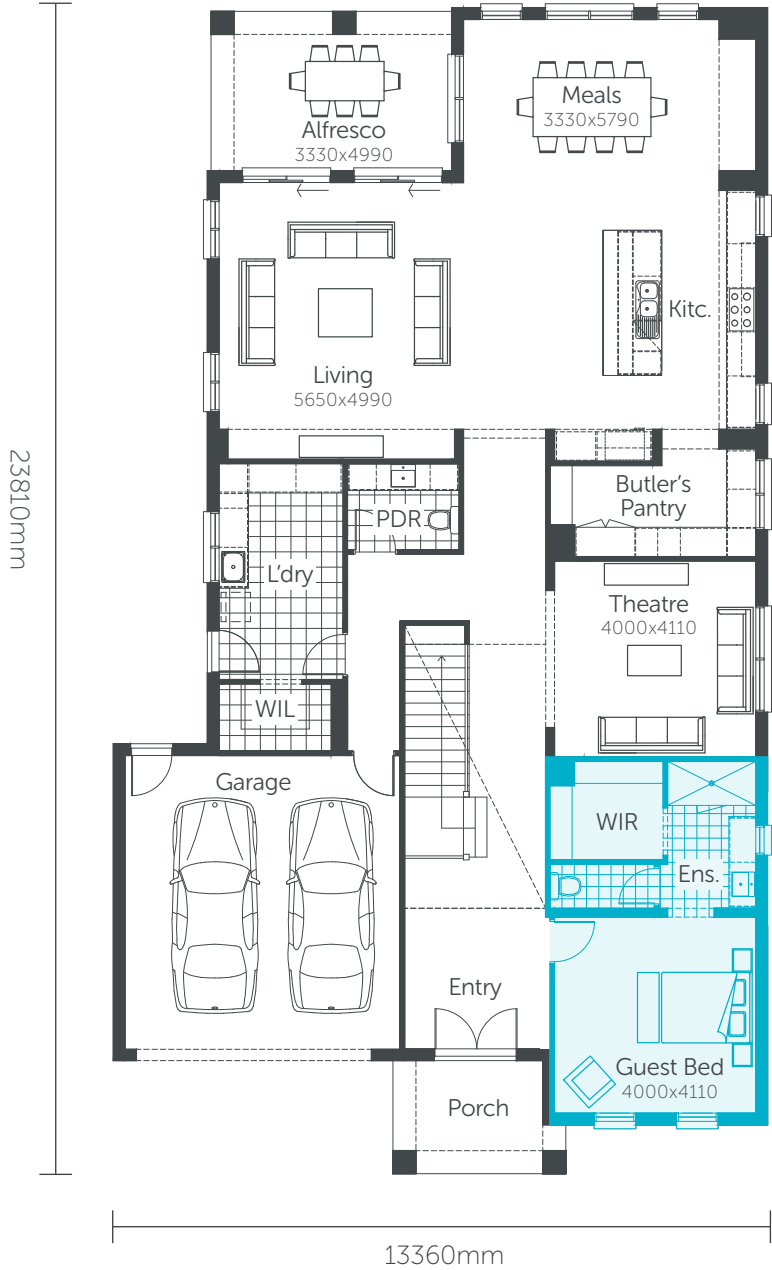 Meals
3330x5790
Alfresco
3330x4990
Kitc.
Living
5650x4990
23810mm
Butler's
Pantry
PDR
L'dry
Theatre
4000x4110
WIL
Garage
WIR
Ens.
Entry
Guest Bed
4000x4110
Porch
13360mm